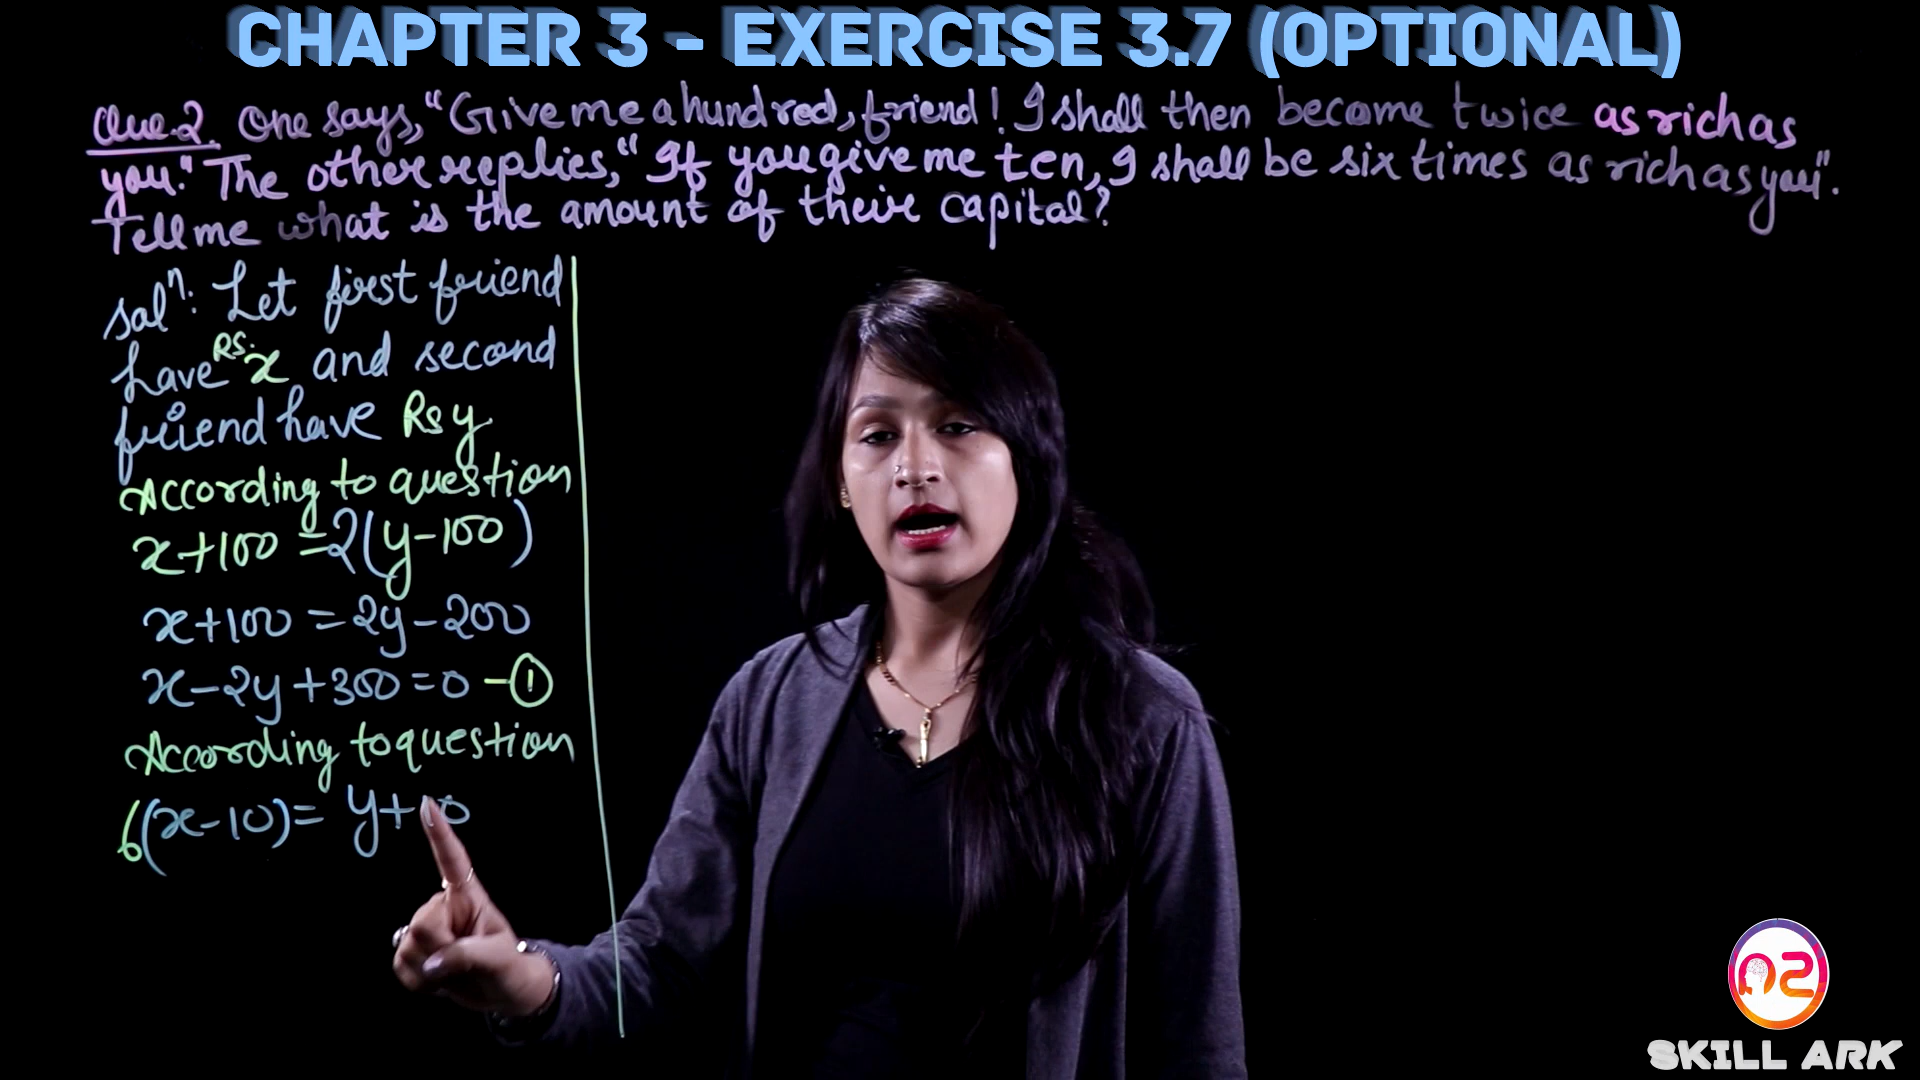 CHAPTER 3 - EXERCISE 3.7 (OPTIONAL)
Que.2. One says, "Give me a hundred, friend! I shall then become twice as rich as
you." The other replies, "If you give me ten, I shall be six times as rich as you".
Tell me what is the amount of their capital?
solⁿ: Let first friend
have RS. x and second
friend have Rs y
According to question
x+100 = 2(y-100)
x+100 = 2y-200
x-2y+300=0 -①
According to question
6(x-10)= y+10
SKILL ARK